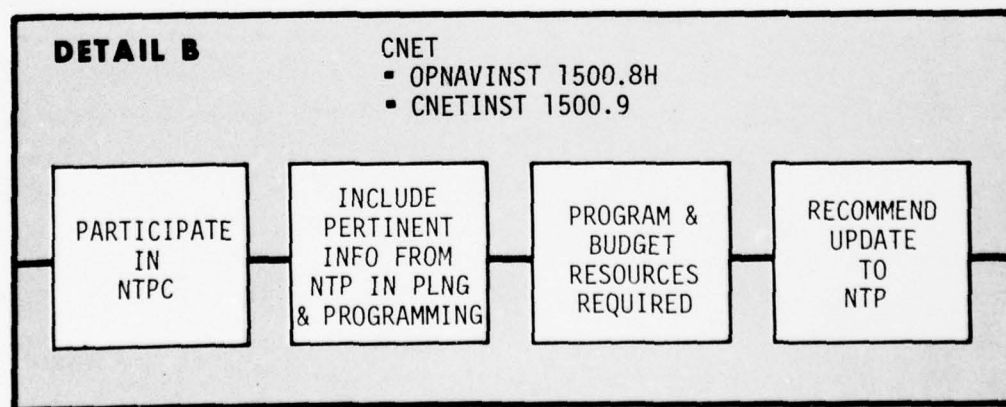 DETAIL B
CNET
▪ OPNAVINST 1500.8H
▪ CNETINST 1500.9
PARTICIPATE
IN
NTPC
INCLUDE
PERTINENT
INFO FROM
NTP IN PLNG
& PROGRAMMING
PROGRAM &
BUDGET
RESOURCES
REQUIRED
RECOMMEND
UPDATE
TO
NTP